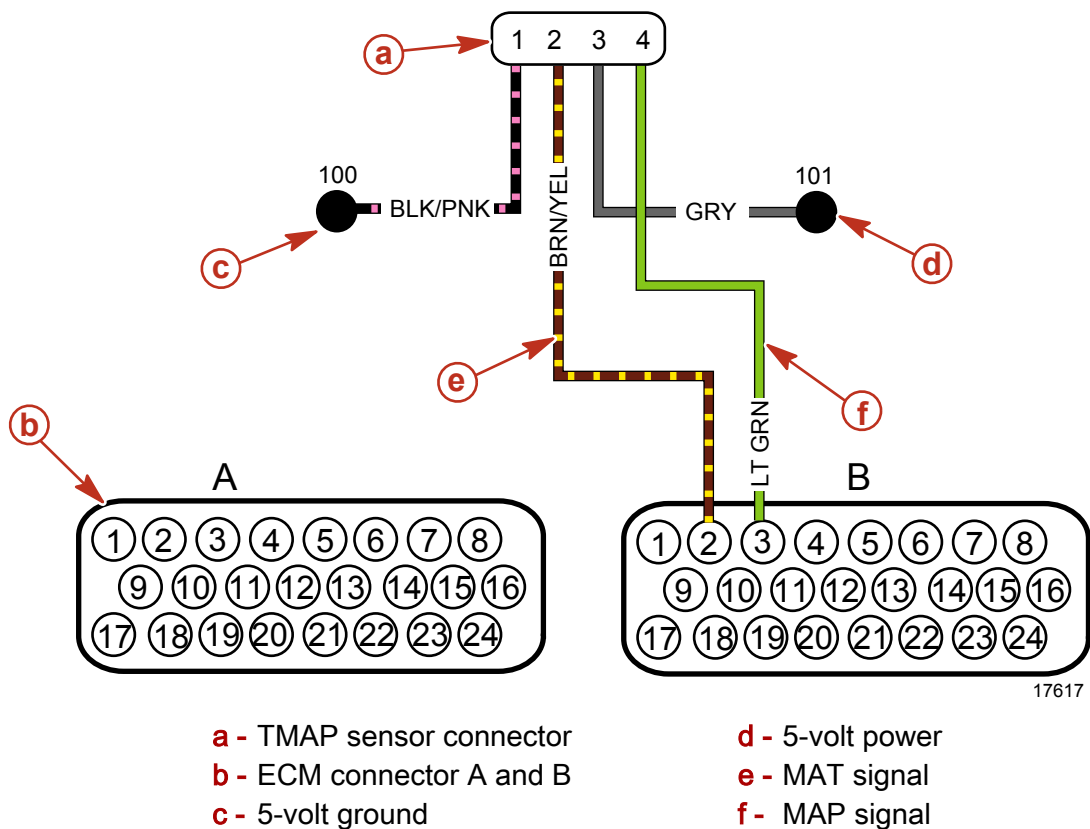 1 2 3 4
a
100
101
BLK/PNK
BRN/YEL
GRY
c
d
e
f
LT GRN
b
A
B
1 2 3 4 5 6 7 8
9 10 11 12 13 14 15 16
17 18 19 20 21 22 23 24
1 2 3 4 5 6 7 8
9 10 11 12 13 14 15 16
17 18 19 20 21 22 23 24
17617
a - TMAP sensor connector
b - ECM connector A and B
c - 5-volt ground
d - 5-volt power
e - MAT signal
f - MAP signal